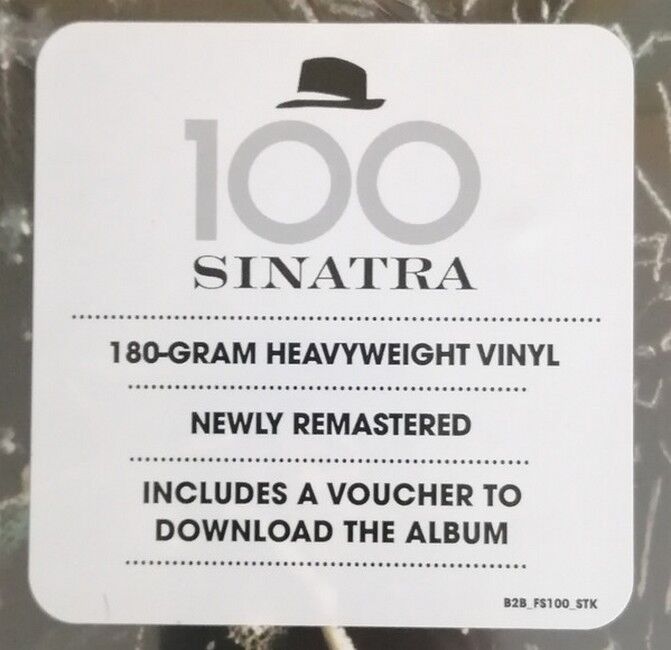 100
SINATRA
180-GRAM HEAVYWEIGHT VINYL
NEWLY REMASTERED
INCLUDES A VOUCHER TO
DOWNLOAD THE ALBUM
B2B_FS100_STK